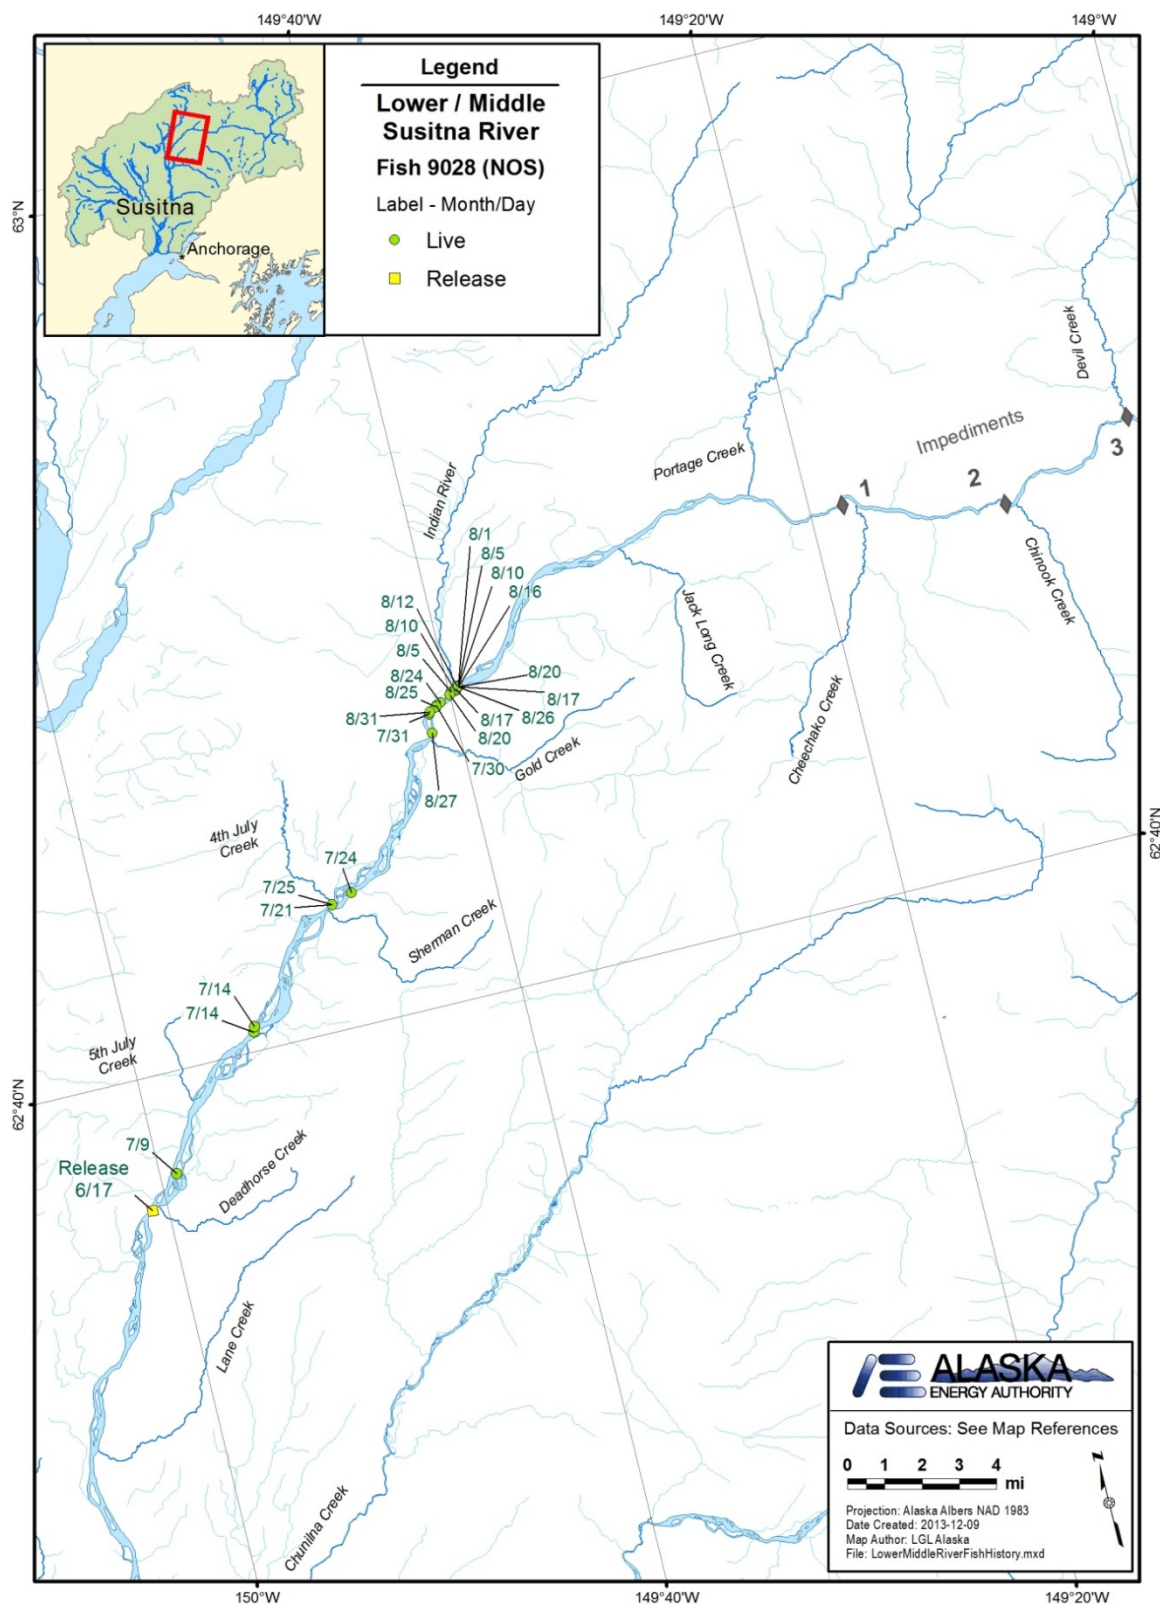 149°40'W
149°20'W
149°W
Legend
Lower / Middle
Susitna River
Fish 9028 (NOS)
Label - Month/Day
Live
Release
Susitna
Anchorage
63°N
Devil Creek
Impediments
3
2
1
Portage Creek
Indian River
8/1
8/5
8/10
8/16
8/12
8/10
8/5
8/24
8/25
8/31
7/31
8/20
8/17
8/26
8/17
8/20
7/30
8/27
Gold Creek
Jack Long Creek
Cheechako Creek
Chinook Creek
62°40'N
4th July
Creek
7/24
7/25
7/21
Sherman Creek
7/14
7/14
5th July
Creek
62°40'N
7/9
Release
6/17
Deadhorse Creek
Lane Creek
Chunilna Creek
ALASKA
ENERGY AUTHORITY
Data Sources: See Map References
0 1 2 3 4
mi
N
Projection: Alaska Albers NAD 1983
Date Created: 2013-12-09
Map Author: LGL Alaska
File: LowerMiddleRiverFishHistory.mxd
150°W
149°40'W
149°20'W